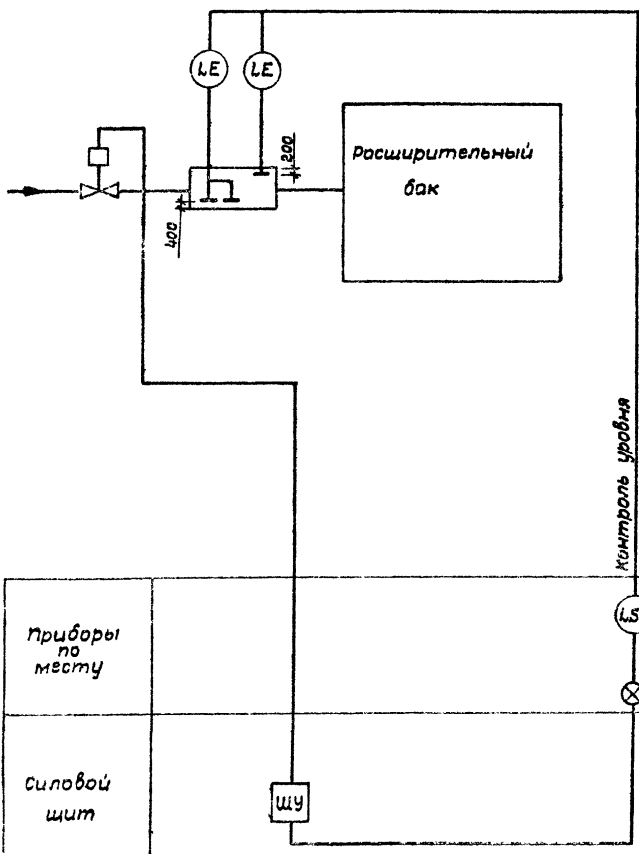 LE
LE
200
Расширительный
бак
400
Контроль уровня
Приборы
по
месту
LS
Силовой
щит
ШУ